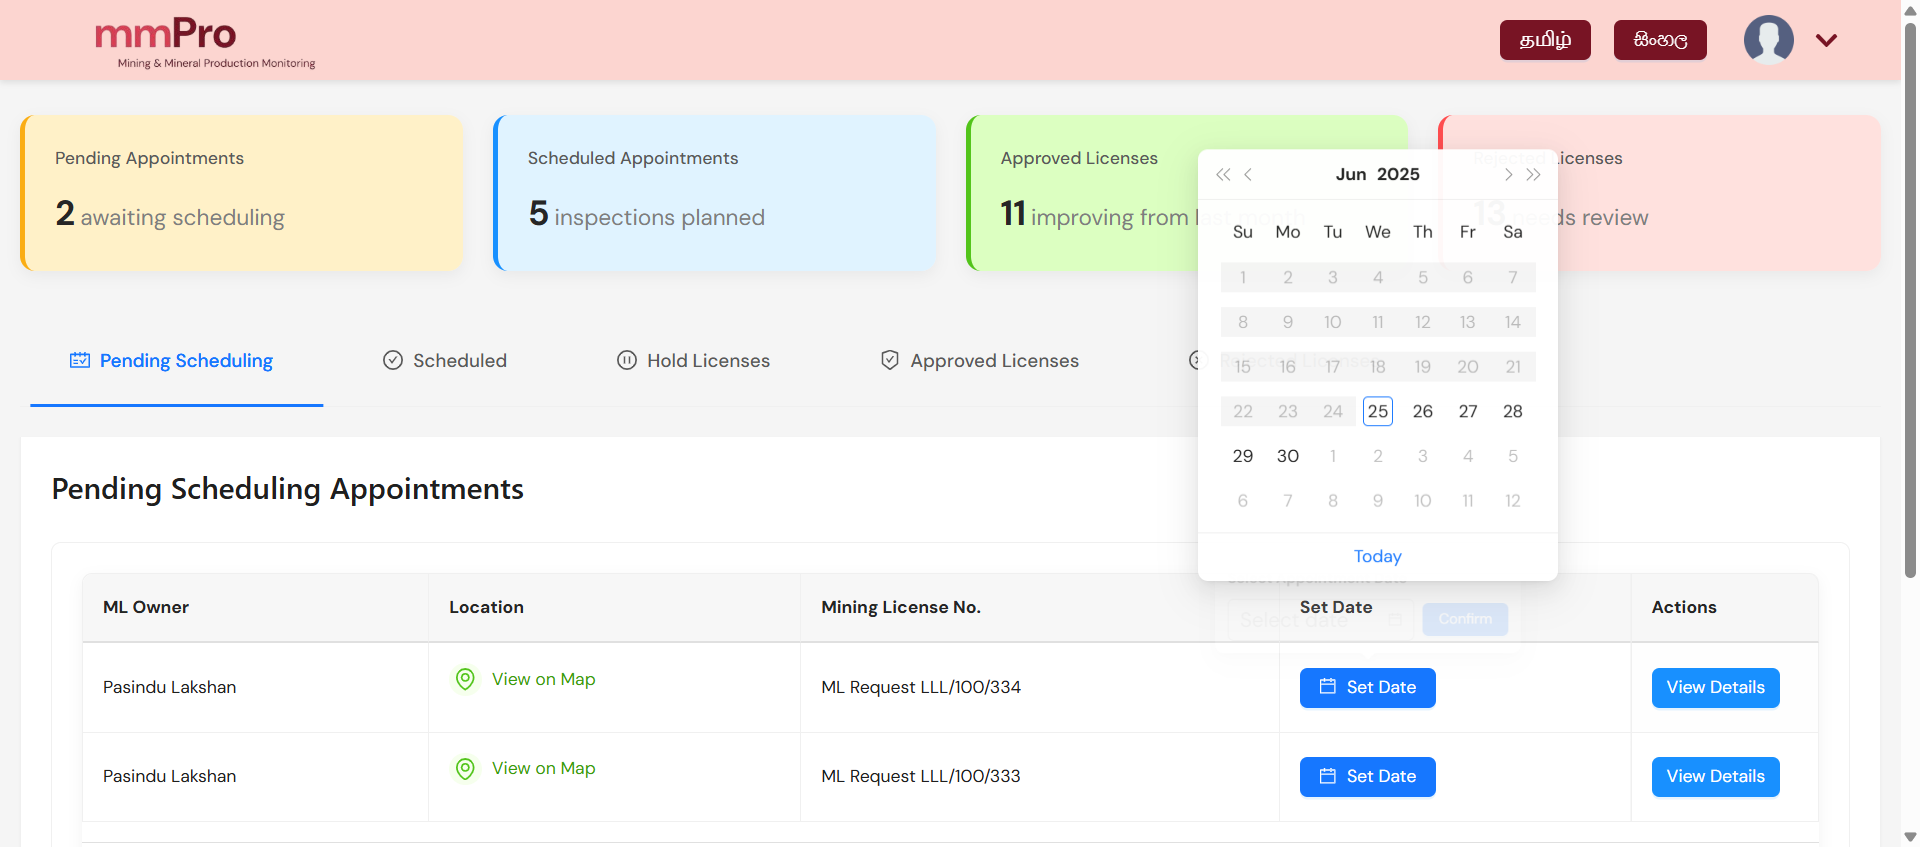 mmPro
Mining & Mineral Production Monitoring
தமிழ்
සිංහල
Pending Appointments
2 awaiting scheduling
Scheduled Appointments
5 inspections planned
Approved Licenses
11 improving from last month
Rejected Licenses
13 needs review
Jun 2025
Su Mo Tu We Th Fr Sa
1 2 3 4 5 6 7
8 9 10 11 12 13 14
15 16 17 18 19 20 21
22 23 24 25 26 27 28
29 30 1 2 3 4 5
6 7 8 9 10 11 12
Today
Pending Scheduling
Scheduled
Hold Licenses
Approved Licenses
Rejected Licenses
Pending Scheduling Appointments
Select Appointment Date
Select date
Confirm
ML Owner Location Mining License No. Set Date Actions
Pasindu Lakshan View on Map ML Request LLL/100/334 Set Date View Details
Pasindu Lakshan View on Map ML Request LLL/100/333 Set Date View Details